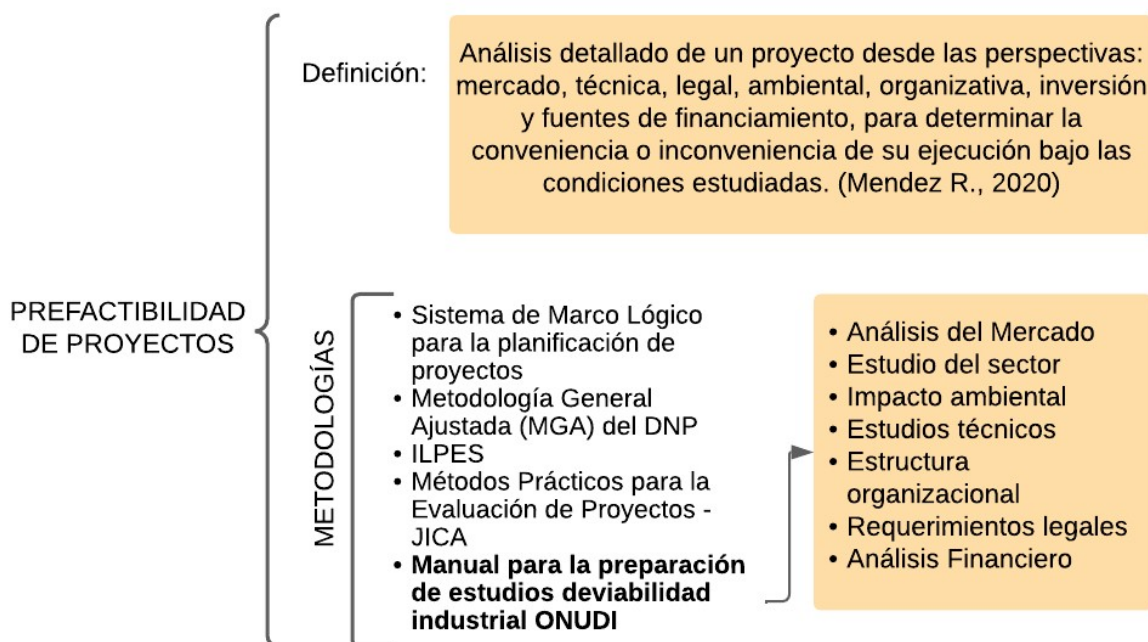 PREFACTIBILIDAD
DE PROYECTOS
Definición:
Análisis detallado de un proyecto desde las perspectivas:
mercado, técnica, legal, ambiental, organizativa, inversión
y fuentes de financiamiento, para determinar la
conveniencia o inconveniencia de su ejecución bajo las
condiciones estudiadas. (Mendez R., 2020)
METODOLOGÍAS
• Sistema de Marco Lógico
para la planificación de
proyectos
• Metodología General
Ajustada (MGA) del DNP
• ILPES
• Métodos Prácticos para la
Evaluación de Proyectos -
JICA
• Manual para la preparación
de estudios deviabilidad
industrial ONUDI
• Análisis del Mercado
• Estudio del sector
• Impacto ambiental
• Estudios técnicos
• Estructura
organizacional
• Requerimientos legales
• Análisis Financiero